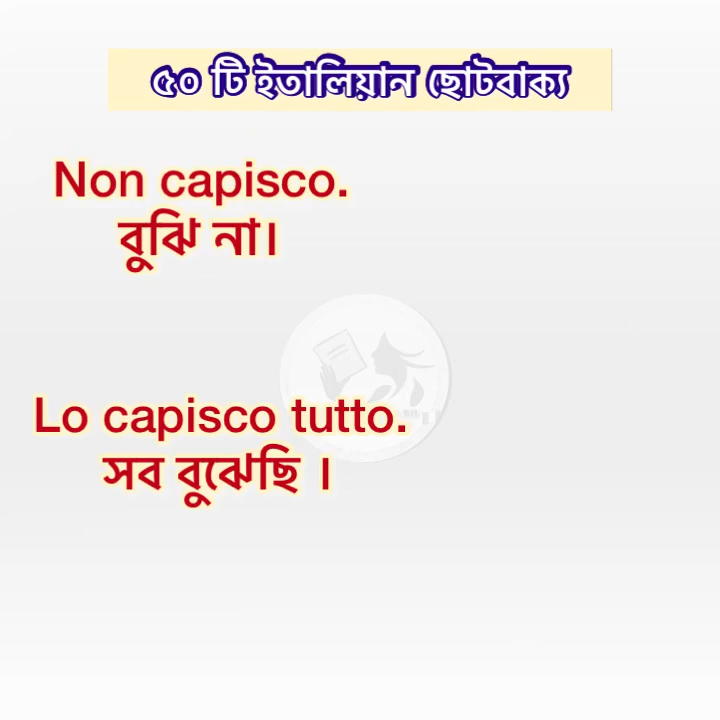 ৫০ টি ইতালিয়ান ছোটবাক্য
Non capisco.
বুঝি না।
Lo capisco tutto.
সব বুঝেছি ।